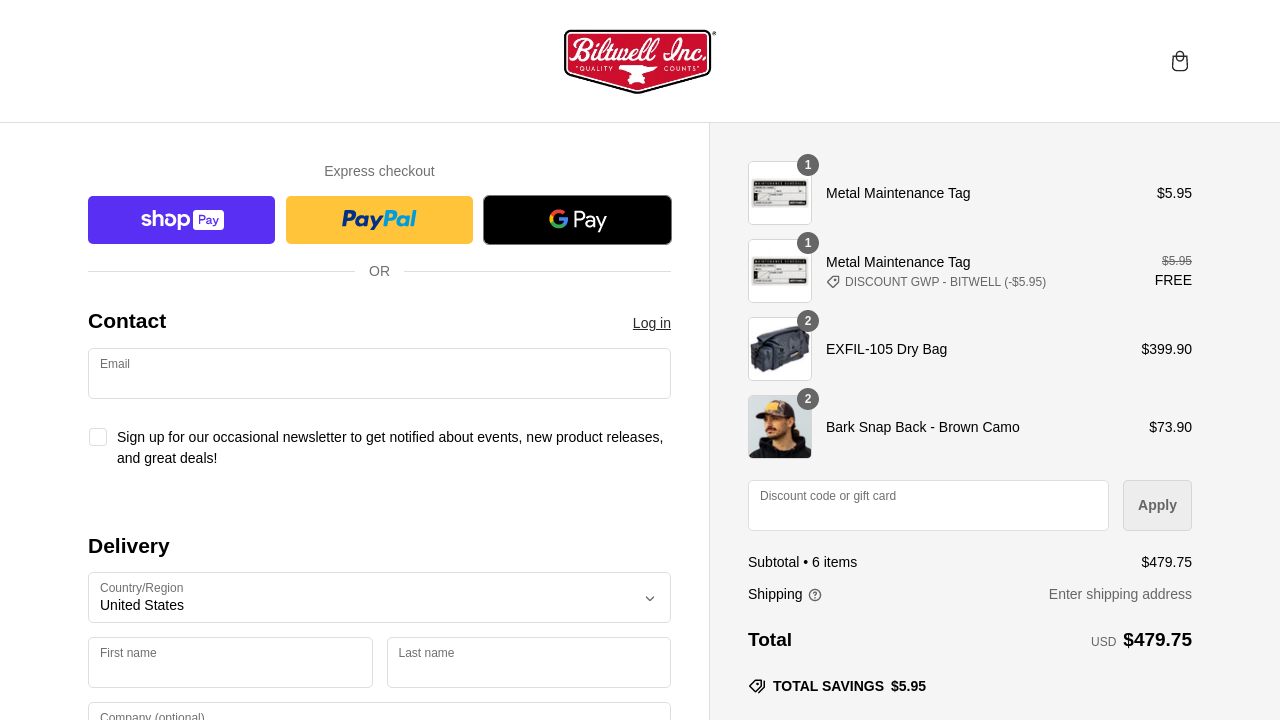 Biltwell Inc.
"QUALITY COUNTS"
Express checkout
shop Pay
PayPal
G Pay
OR
Contact
Log in
Email
Sign up for our occasional newsletter to get notified about events, new product releases,
and great deals!
Delivery
Country/Region
United States
First name
Last name
Company (optional)
1
Metal Maintenance Tag
$5.95
1
Metal Maintenance Tag
$5.95
DISCOUNT GWP - BITWELL (-$5.95)
FREE
2
EXFIL-105 Dry Bag
$399.90
2
Bark Snap Back - Brown Camo
$73.90
Discount code or gift card
Apply
Subtotal • 6 items
$479.75
Shipping
Enter shipping address
Total
USD $479.75
TOTAL SAVINGS $5.95